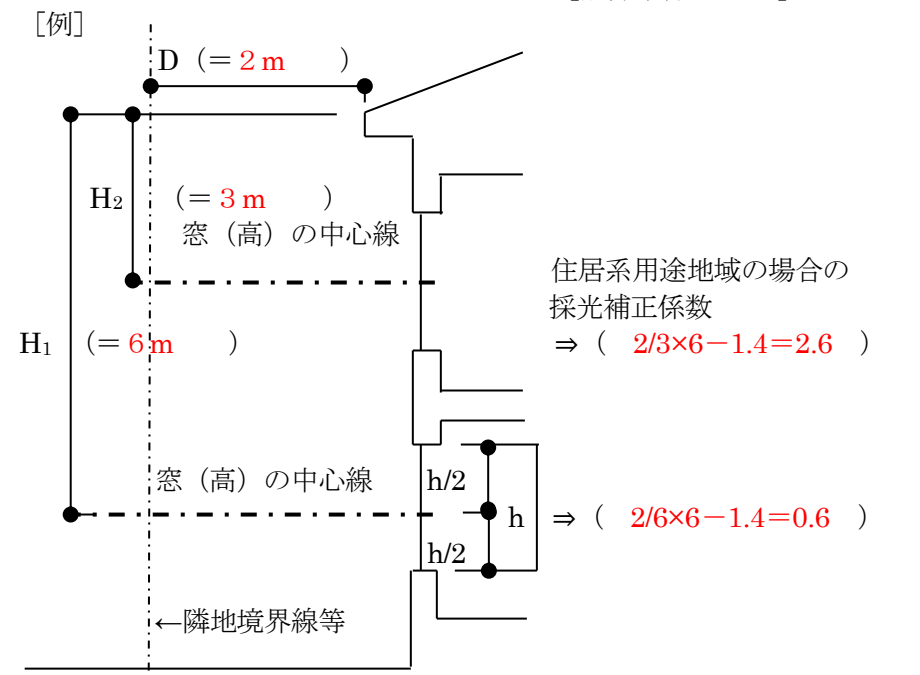 ［例］
D（＝２ｍ　　）
H₂　（＝３ｍ　　）
窓（高）の中心線
住居系用途地域の場合の
採光補正係数
H₁　（＝６ｍ　　）
⇒（　2/3×6－1.4＝2.6　）
窓（高）の中心線
h/2
h
⇒（　2/6×6－1.4＝0.6　）
h/2
←隣地境界線等